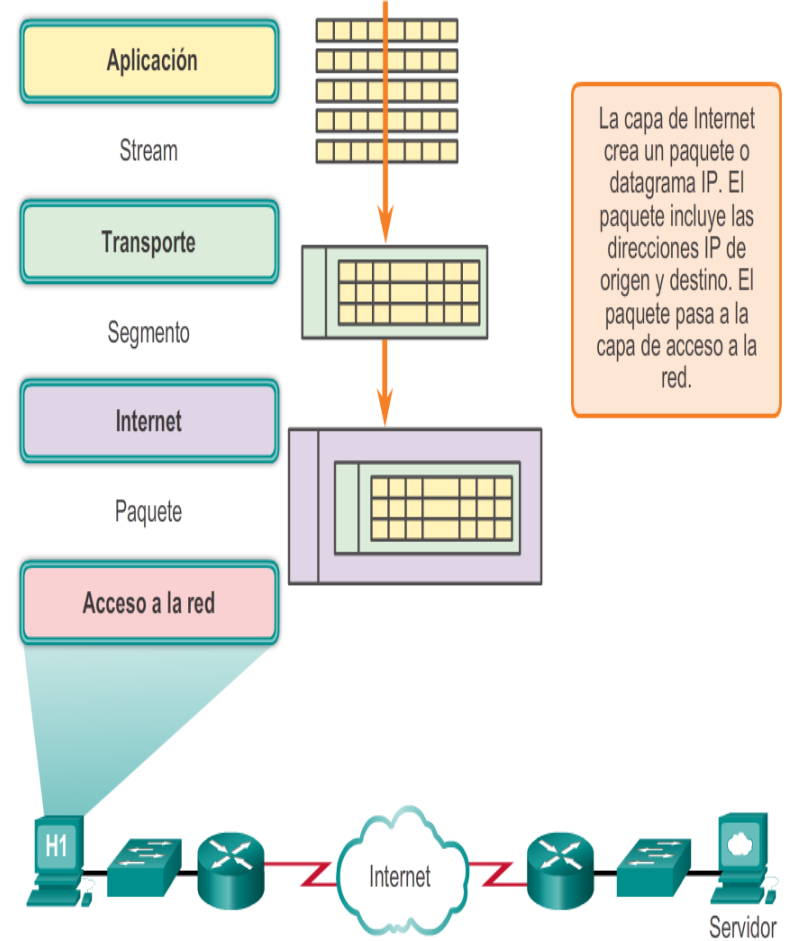 Aplicación
Stream
Transporte
Segmento
Internet
Paquete
Acceso a la red
La capa de Internet
crea un paquete o
datagrama IP. El
paquete incluye las
direcciones IP de
origen y destino. El
paquete pasa a la
capa de acceso a la
red.
H1
Internet
Servidor